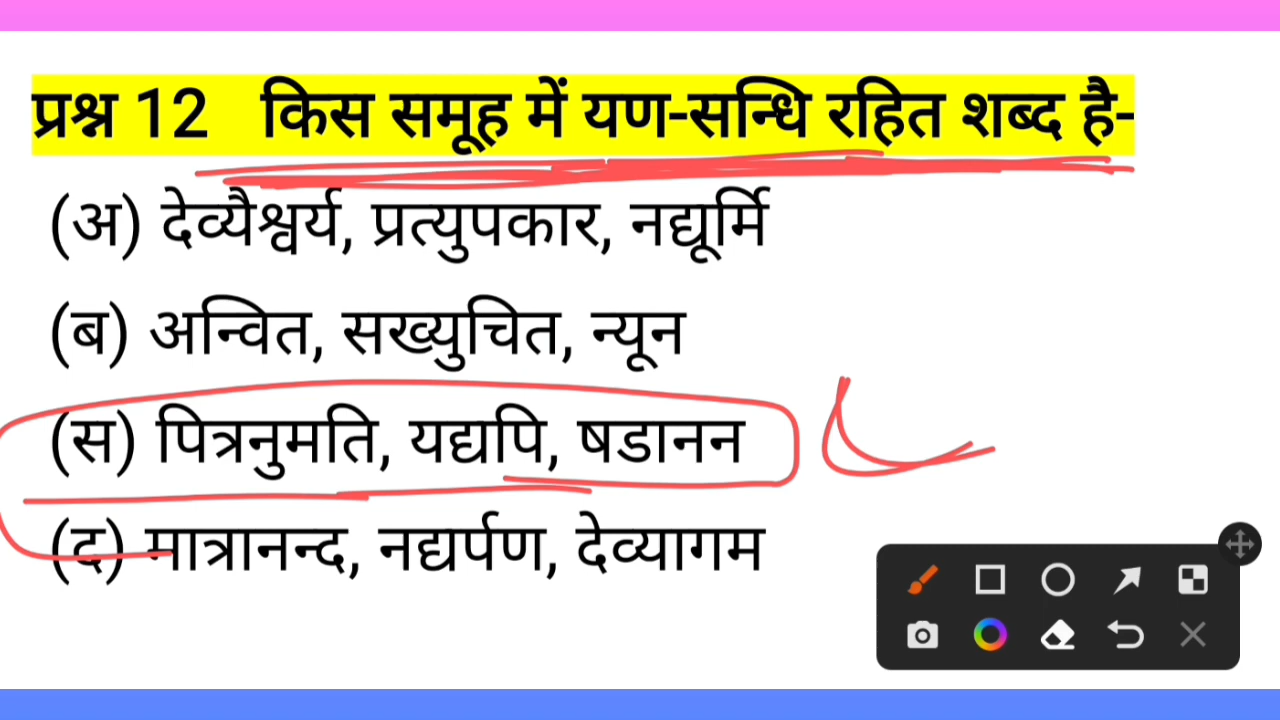 प्रश्न 12 किस समूह में यण-सन्धि रहित शब्द है-
(अ) देव्यैश्वर्य, प्रत्युपकार, नद्यूर्मि
(ब) अन्वित, सख्युचित, न्यून
(स) पित्रनुमति, यद्यपि, षडानन
(द) मात्रानन्द, नद्यर्पण, देव्यागम